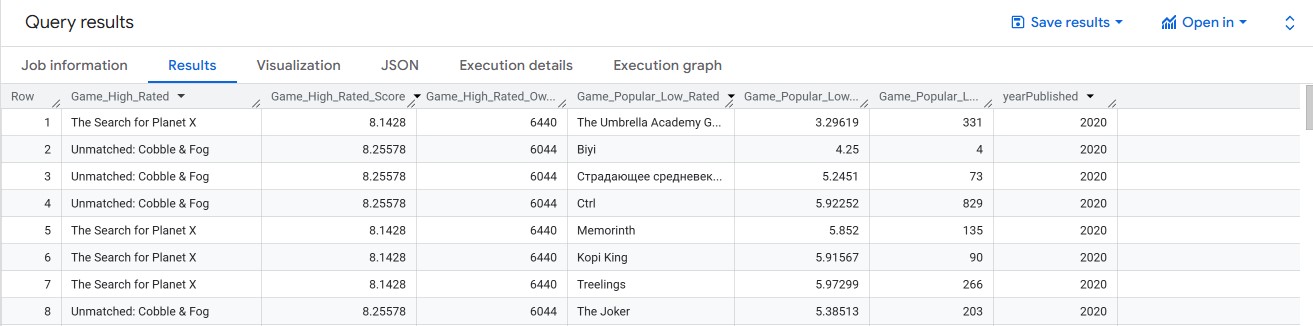 Query results Save results Open in
Job information Results Visualization JSON Execution details Execution graph
Row Game_High_Rated Game_High_Rated_Score Game_High_Rated_Ow... Game_Popular_Low_Rated Game_Popular_Low... Game_Popular_L... yearPublished
1 The Search for Planet X 8.1428 6440 The Umbrella Academy G... 3.29619 331 2020
2 Unmatched: Cobble & Fog 8.25578 6044 Biyi 4.25 4 2020
3 Unmatched: Cobble & Fog 8.25578 6044 Страдающее средневек... 5.2451 73 2020
4 Unmatched: Cobble & Fog 8.25578 6044 Ctrl 5.92252 829 2020
5 The Search for Planet X 8.1428 6440 Memorinth 5.852 135 2020
6 The Search for Planet X 8.1428 6440 Kopi King 5.91567 90 2020
7 The Search for Planet X 8.1428 6440 Treelings 5.97299 266 2020
8 Unmatched: Cobble & Fog 8.25578 6044 The Joker 5.38513 203 2020